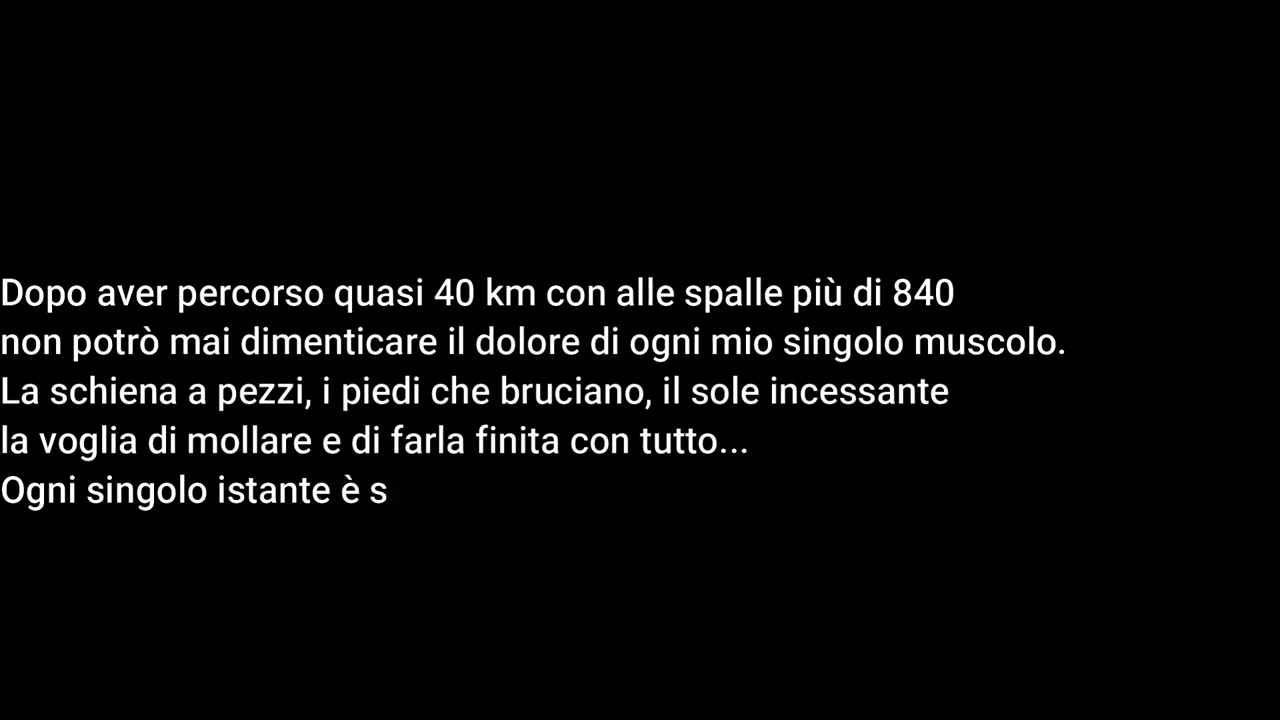 Dopo aver percorso quasi 40 km con alle spalle più di 840
non potrò mai dimenticare il dolore di ogni mio singolo muscolo.
La schiena a pezzi, i piedi che bruciano, il sole incessante
la voglia di mollare e di farla finita con tutto...
Ogni singolo istante è s